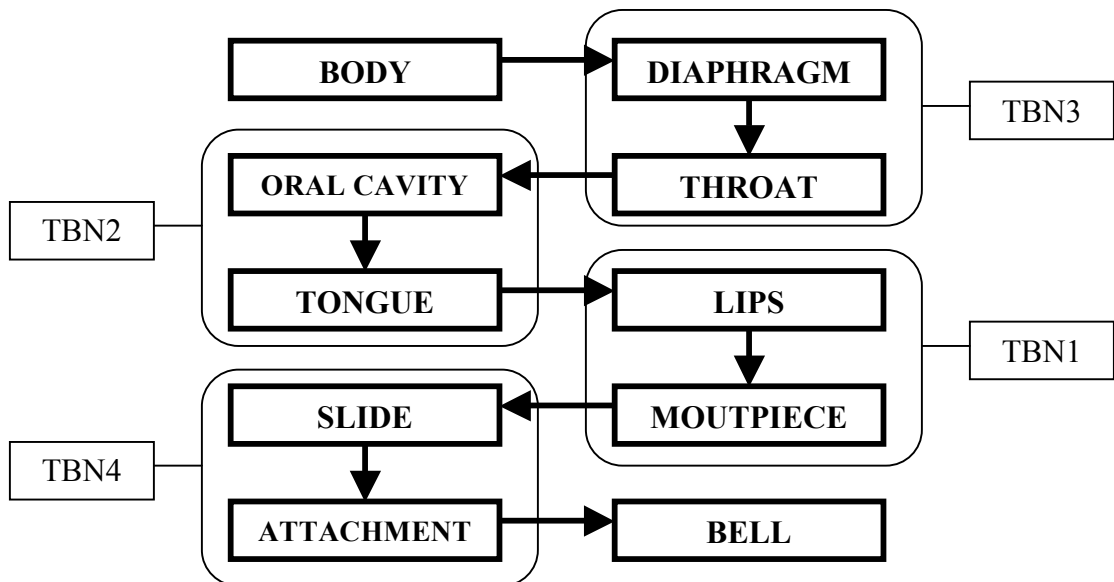 BODY
DIAPHRAGM
TBN3
ORAL CAVITY
THROAT
TBN2
TONGUE
LIPS
TBN1
SLIDE
MOUTPIECE
TBN4
ATTACHMENT
BELL